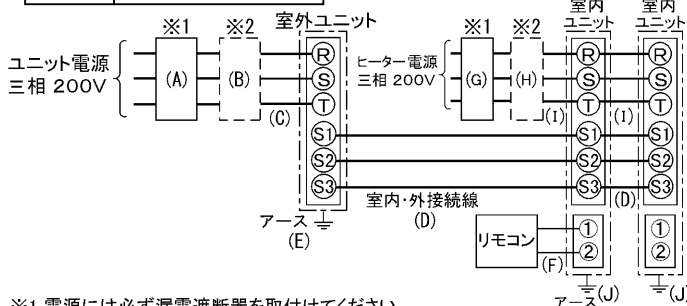 室内
ユニット
室内
ユニット
※1
※2
室外ユニット
※1
※2
ユニット電源
三相 200V
(A)
(B)
(C)
R
S
T
S1
S2
S3
ヒーター電源
三相 200V
(G)
(H)
(I)
R
S
T
S1
S2
S3
(I)
R
S
T
S1
S2
S3
室内・外接続線
(D)
(D)
アース
(E)
リモコン
(F)
1
2
1
2
アース
(J)
(J)
※1 電源には必ず漏電遮断器を取付けてください